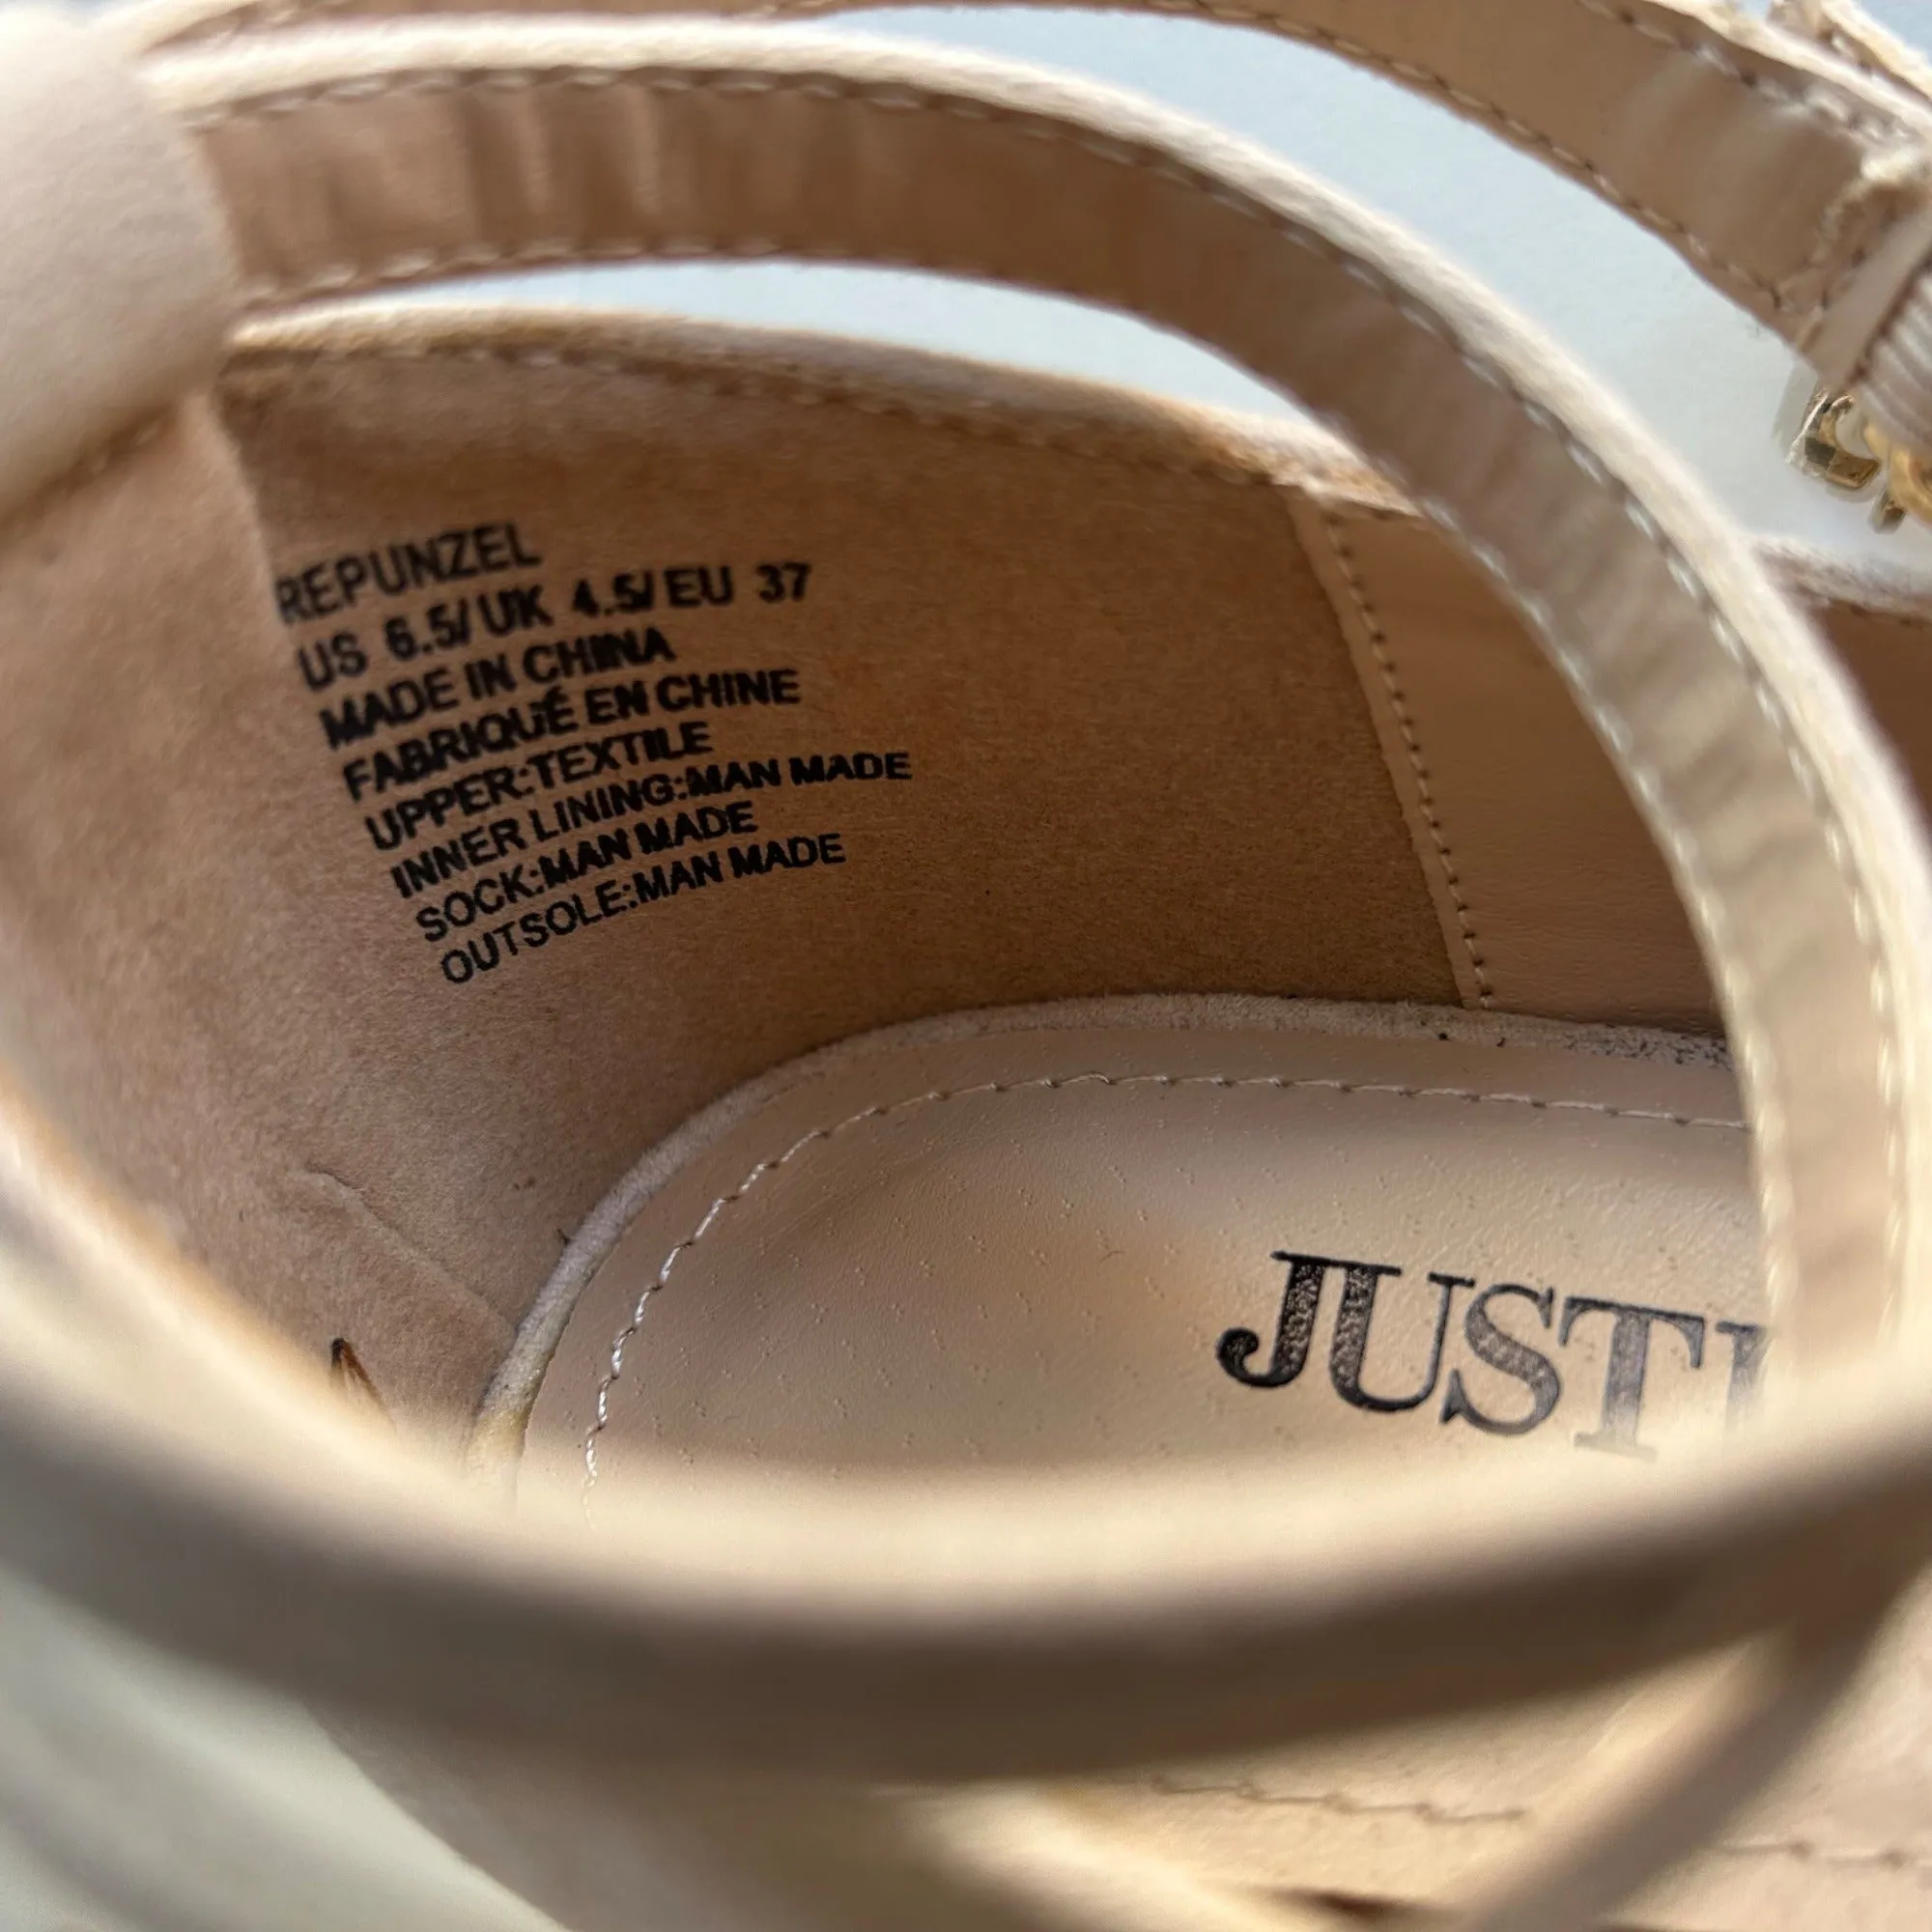 REPUNZEL
US 6.5/UK 4.5/EU 37
MADE IN CHINA
FABRIQUÉ EN CHINE
UPPER:TEXTILE
INNER LINING:MAN MADE
SOCK:MAN MADE
OUTSOLE:MAN MADE
JUST